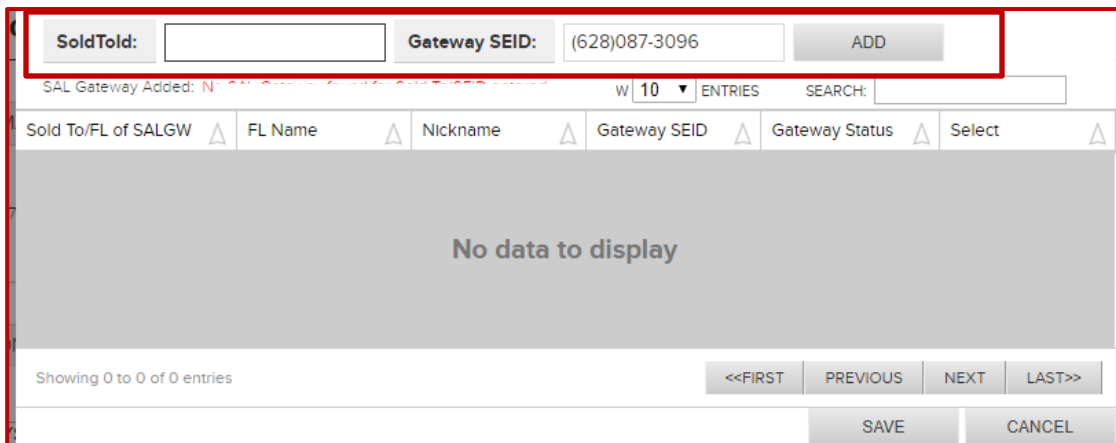 SoldTold: Gateway SEID: (628)087-3096 ADD
SAL Gateway Added: W 10 ENTRIES SEARCH:
Sold To/FL of SALGW FL Name Nickname Gateway SEID Gateway Status Select
No data to display
Showing 0 to 0 of 0 entries <<FIRST PREVIOUS NEXT LAST>>
SAVE CANCEL